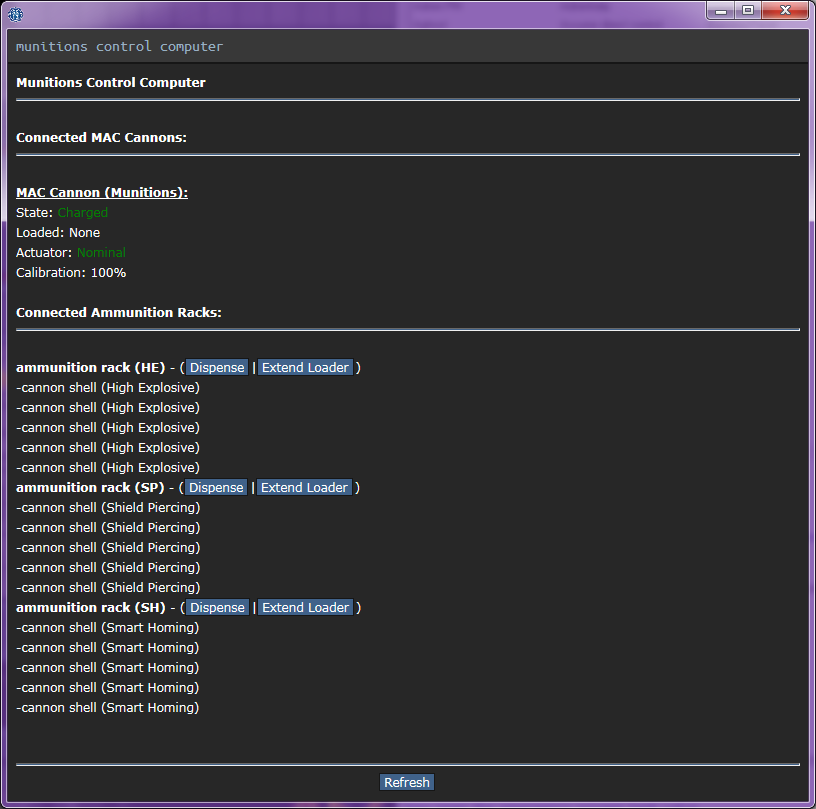 munitions control computer
Munitions Control Computer
Connected MAC Cannons:
MAC Cannon (Munitions):
State: Charged
Loaded: None
Actuator: Nominal
Calibration: 100%
Connected Ammunition Racks:
ammunition rack (HE) - ( Dispense | Extend Loader )
-cannon shell (High Explosive)
-cannon shell (High Explosive)
-cannon shell (High Explosive)
-cannon shell (High Explosive)
-cannon shell (High Explosive)
ammunition rack (SP) - ( Dispense | Extend Loader )
-cannon shell (Shield Piercing)
-cannon shell (Shield Piercing)
-cannon shell (Shield Piercing)
-cannon shell (Shield Piercing)
-cannon shell (Shield Piercing)
ammunition rack (SH) - ( Dispense | Extend Loader )
-cannon shell (Smart Homing)
-cannon shell (Smart Homing)
-cannon shell (Smart Homing)
-cannon shell (Smart Homing)
-cannon shell (Smart Homing)
Refresh